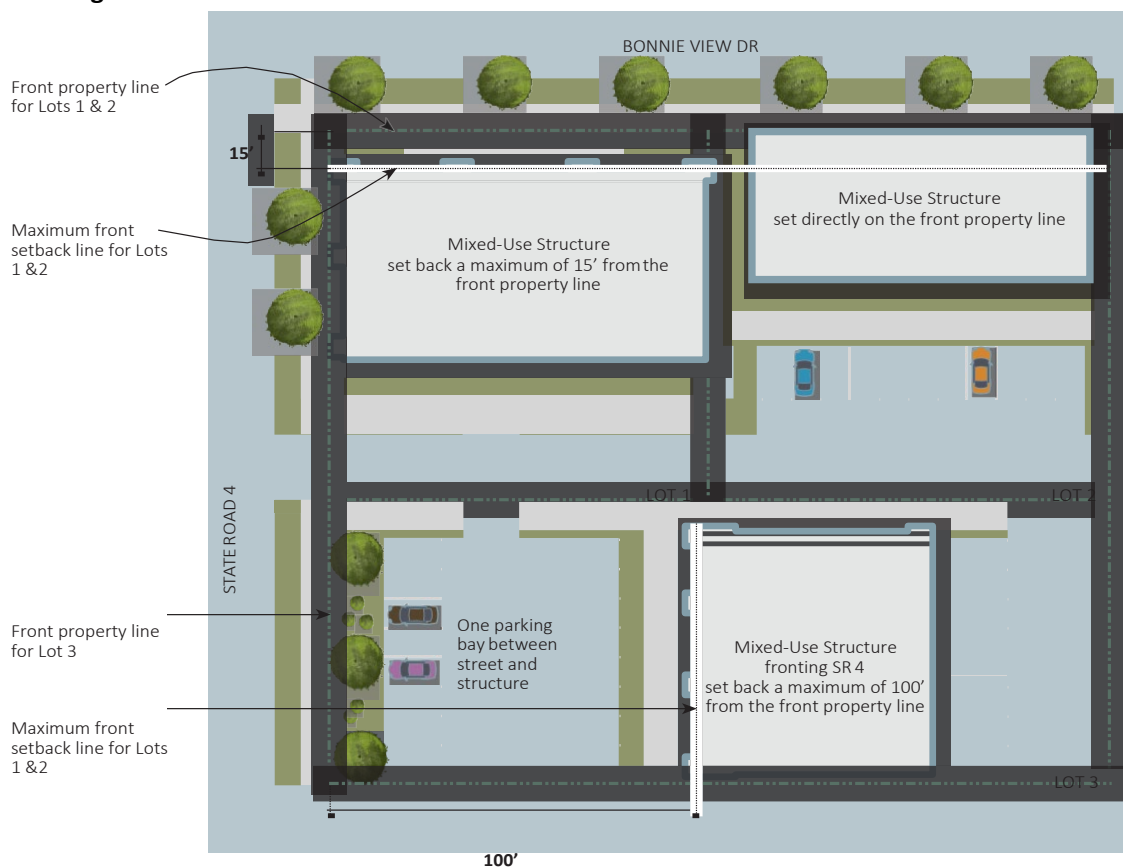 BONNIE VIEW DR
Front property line
for Lots 1 & 2
15’
Mixed-Use Structure
set directly on the front property line
Maximum front
setback line for Lots
1 &2
Mixed-Use Structure
set back a maximum of 15’ from the
front property line
LOT 1
LOT 2
STATE ROAD 4
Front property line
for Lot 3
One parking
bay between
street and
structure
Mixed-Use Structure
fronting SR 4
set back a maximum of 100’
from the front property line
Maximum front
setback line for Lots
1 &2
LOT 3
100’